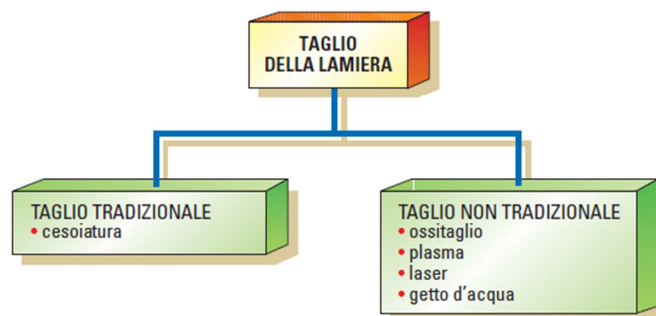 TAGLIO
DELLA LAMIERA
TAGLIO TRADIZIONALE
• cesoiatura
TAGLIO NON TRADIZIONALE
• ossitaglio
• plasma
• laser
• getto d'acqua